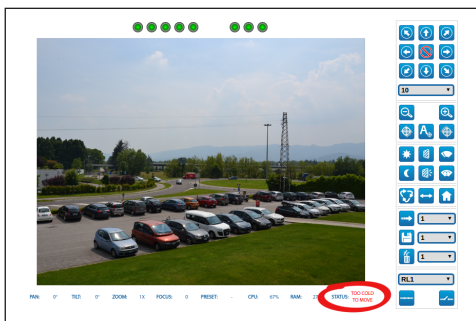 10
A
1
1
1
RL1
PAN: 0° TILT: 0° ZOOM: 1X FOCUS: 0 PRESET: - CPU: 67% RAM: STATUS: TOO COLD
TO MOVE